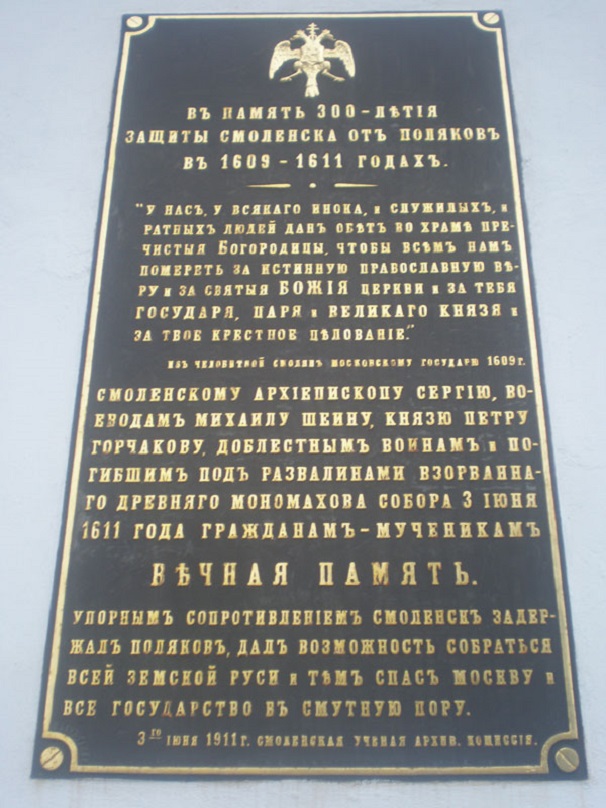 ВЪ ПАМЯТЬ 300-ЛѢТІЯ
ЗАЩИТЫ СМОЛЕНСКА ОТЪ ПОЛЯКОВЪ
ВЪ 1609-1611 ГОДАХЪ.
"У НАСЪ, У ВСЯКАГО ИНОКА, И СЛУЖИЛЫХЪ, И
РАТНЫХЪ ЛЮДЕЙ ДАНЪ ОБѢТЪ ВО ХРАМѢ ПРЕ-
ЧИСТЫЯ БОГОРОДИЦЫ, ЧТОБЫ ВСѢМЪ НАМЪ
ПОМЕРЕТЬ ЗА ИСТИННУЮ ПРАВОСЛАВНУЮ ВѢ-
РУ И ЗА СВЯТЫЯ БОЖІЯ ЦЕРКВИ И ЗА ТЕБЯ
ГОСУДАРЯ, ЦАРЯ И ВЕЛИКАГО КНЯЗЯ И
ЗА ТВОЕ КРЕСТНОЕ ЦѢЛОВАНІЕ."
ИЗЪ ЧЕЛОБИТНОЙ СМОЛЯНЪ МОСКОВСКОМУ ГОСУДАРЮ 1609 Г.
СМОЛЕНСКОМУ АРХІЕПИСКОПУ СЕРГІЮ, ВО-
ЕВОДАМЪ МИХАИЛУ ШЕИНУ, КНЯЗЮ ПЕТРУ
ГОРЧАКОВУ, ДОБЛЕСТНЫМЪ ВОИНАМЪ И ПО-
ГИБШИМЪ ПОДЪ РАЗВАЛИНАМИ ВЗОРВАННА-
ГО ДРЕВНЯГО МОНОМАХОВА СОБОРА 3 ІЮНЯ
1611 ГОДА ГРАЖДАНАМЪ-МУЧЕНИКАМЪ
ВѢЧНАЯ ПАМЯТЬ.
УПОРНЫМЪ СОПРОТИВЛЕНІЕМЪ СМОЛЕНСКЪ ЗАДЕР-
ЖАЛЪ ПОЛЯКОВЪ, ДАЛЪ ВОЗМОЖНОСТЬ СОБРАТЬСЯ
ВСЕЙ ЗЕМСКОЙ РУСИ И ТѢМЪ СПАСЪ МОСКВУ И
ВСЕ ГОСУДАРСТВО ВЪ СМУТНУЮ ПОРУ.
3ГО ІЮНЯ 1911 Г. СМОЛЕНСКАЯ УЧЕНАЯ АРХИВ. КОМИССІЯ.